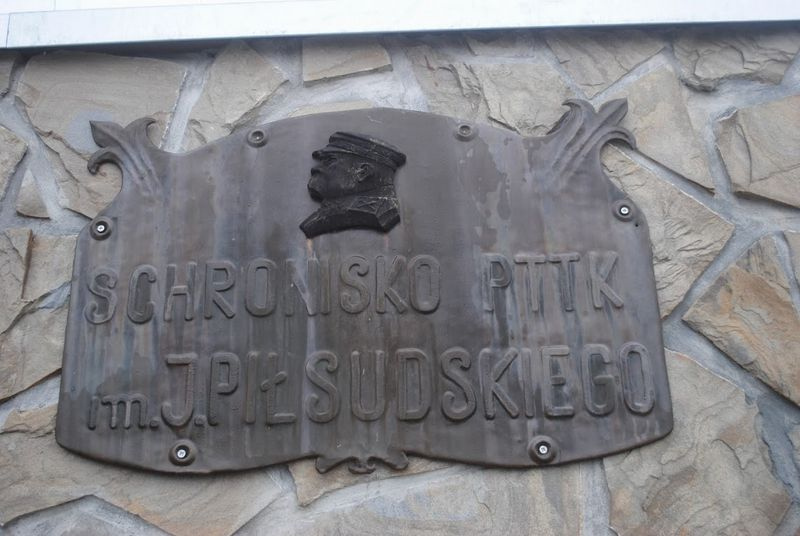 SCHRONISKO PTTK
im. J. PIŁSUDSKIEGO